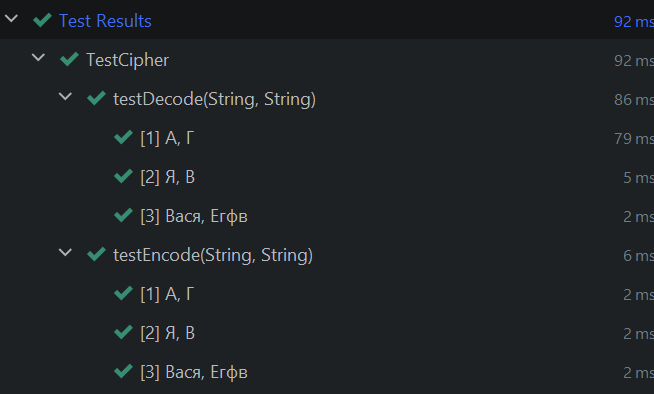 Test Results 92 ms
TestCipher 92 ms
testDecode(String, String) 86 ms
[1] А, Г 79 ms
[2] Я, В 5 ms
[3] Вася, Егфв 2 ms
testEncode(String, String) 6 ms
[1] А, Г 2 ms
[2] Я, В 2 ms
[3] Вася, Егфв 2 ms